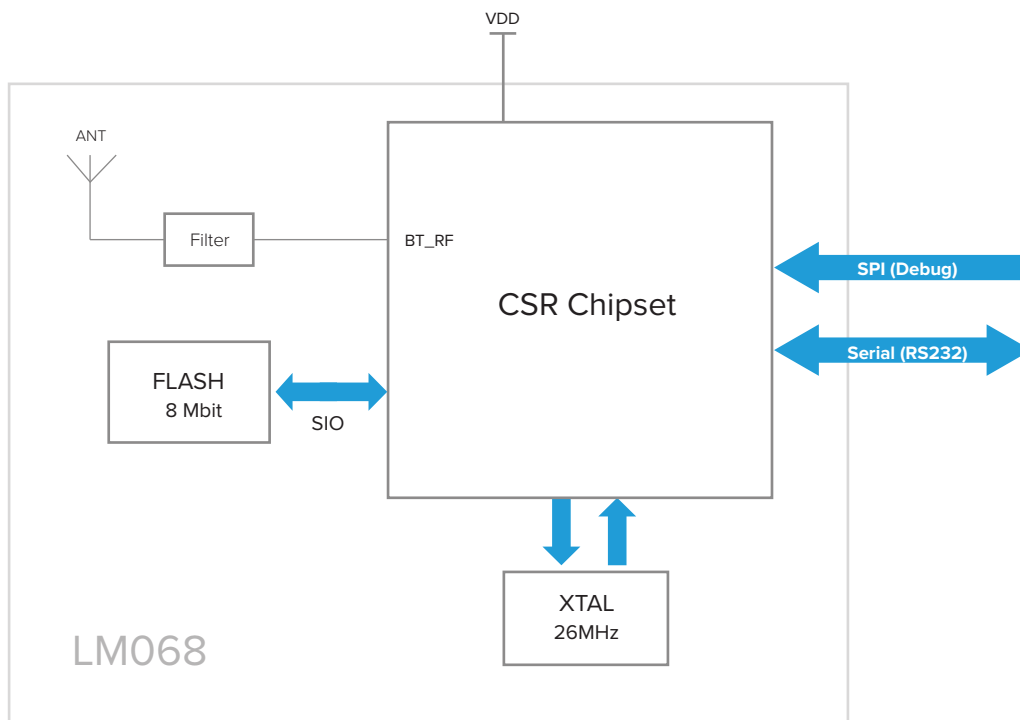 VDD
ANT
Filter
BT_RF
CSR Chipset
SPI (Debug)
Serial (RS232)
FLASH
8 Mbit
SIO
XTAL
26MHz
LM068